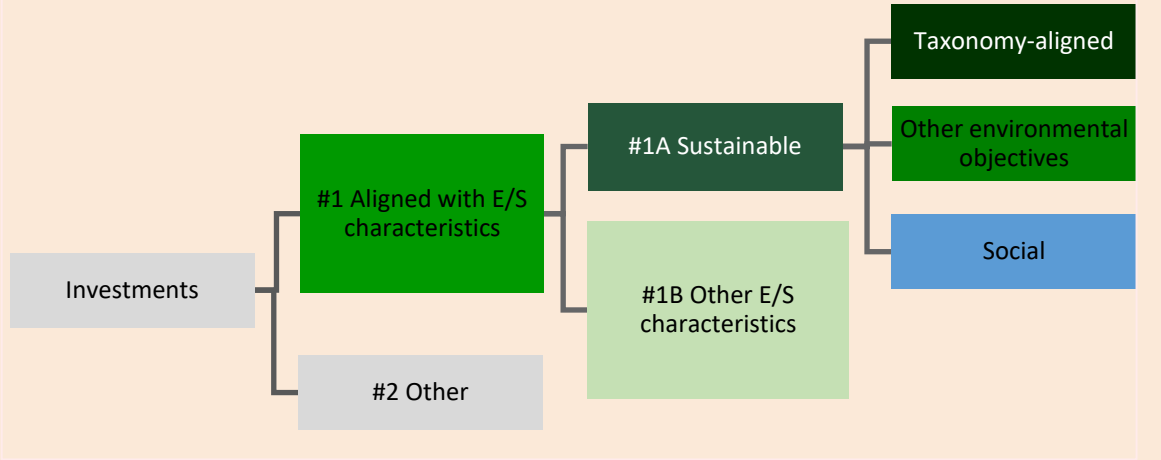 Taxonomy-aligned
#1A Sustainable
Other environmental
objectives
#1 Aligned with E/S
characteristics
Social
Investments
#1B Other E/S
characteristics
#2 Other